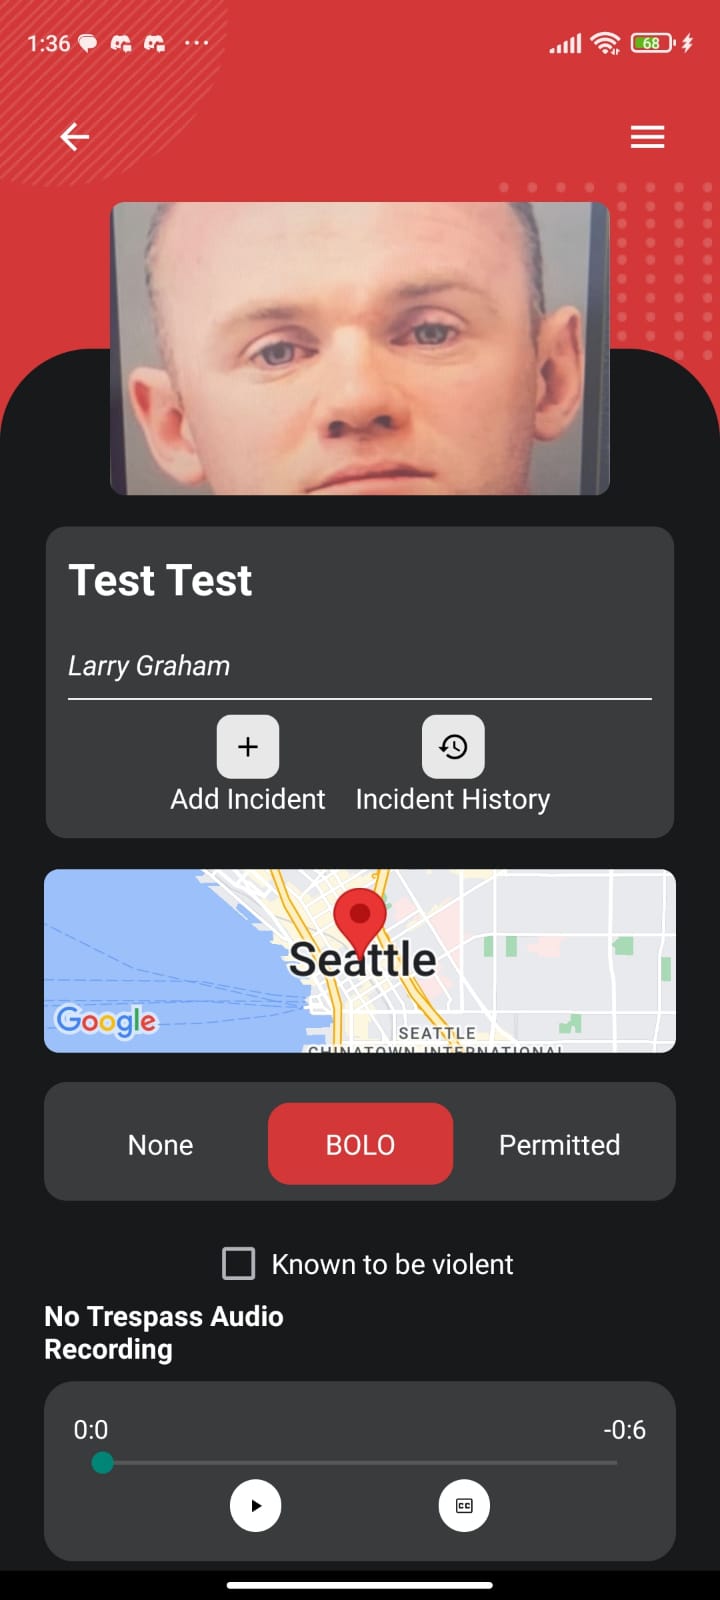 1:36
68
Test Test
Larry Graham
Add Incident Incident History
Seattle
Google
SEATTLE
CHINATOWN INTERNATIONAL
None BOLO Permitted
Known to be violent
No Trespass Audio
Recording
0:0 -0:6
CC